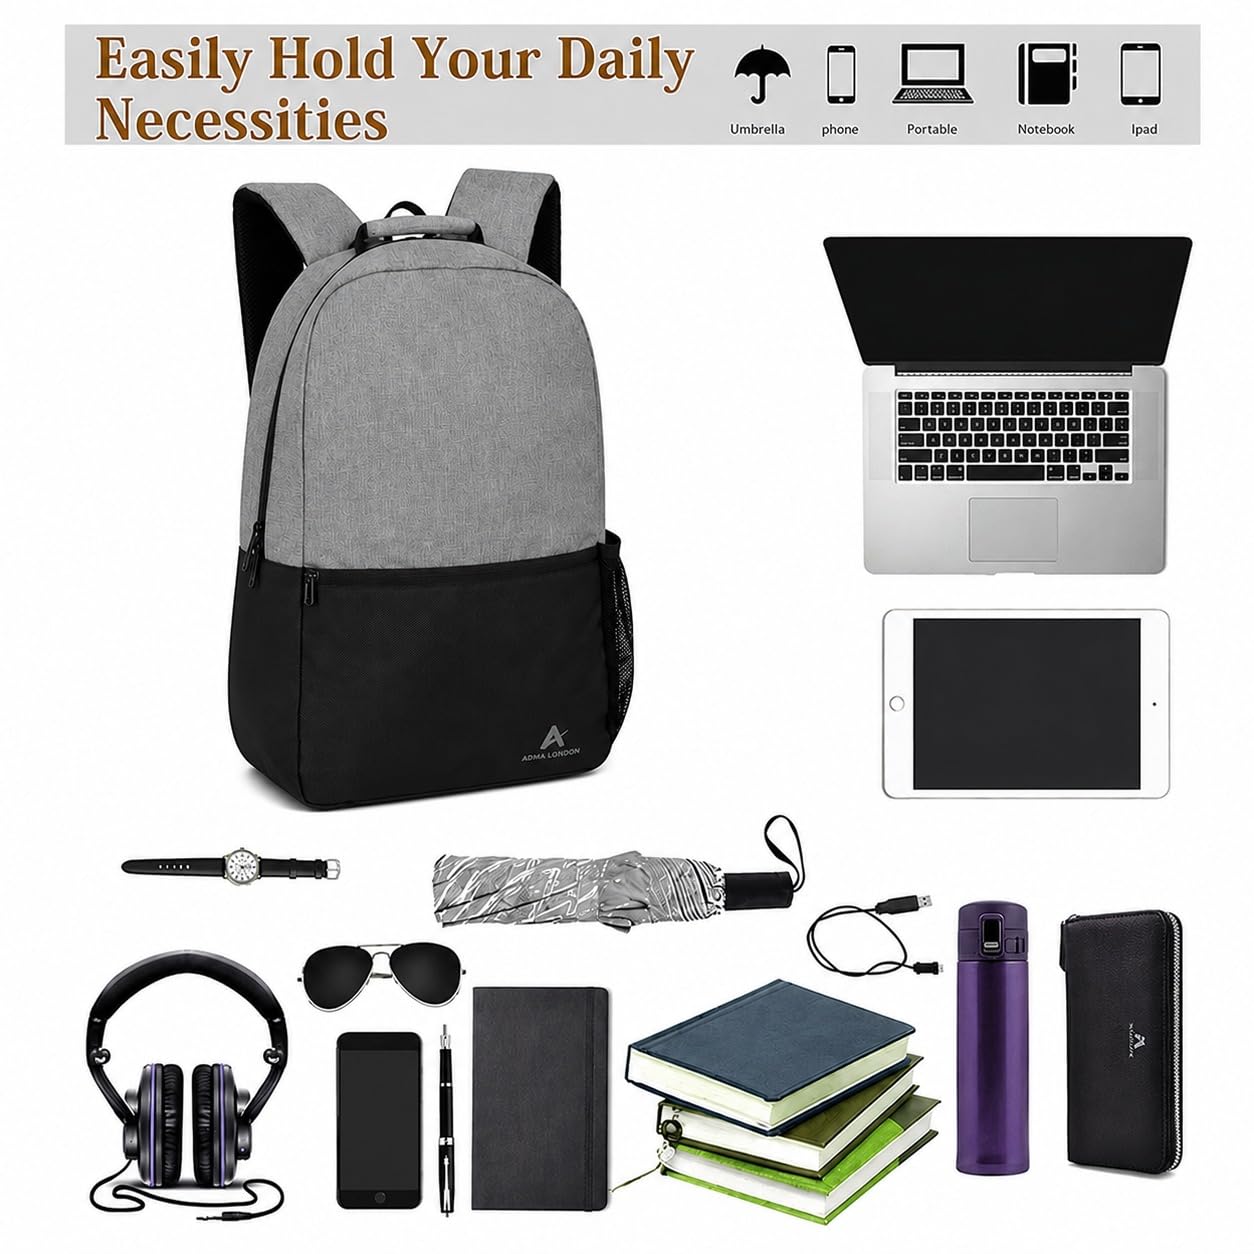 Easily Hold Your Daily
Necessities
Umbrella
phone
Portable
Notebook
Ipad
ADMA LONDON